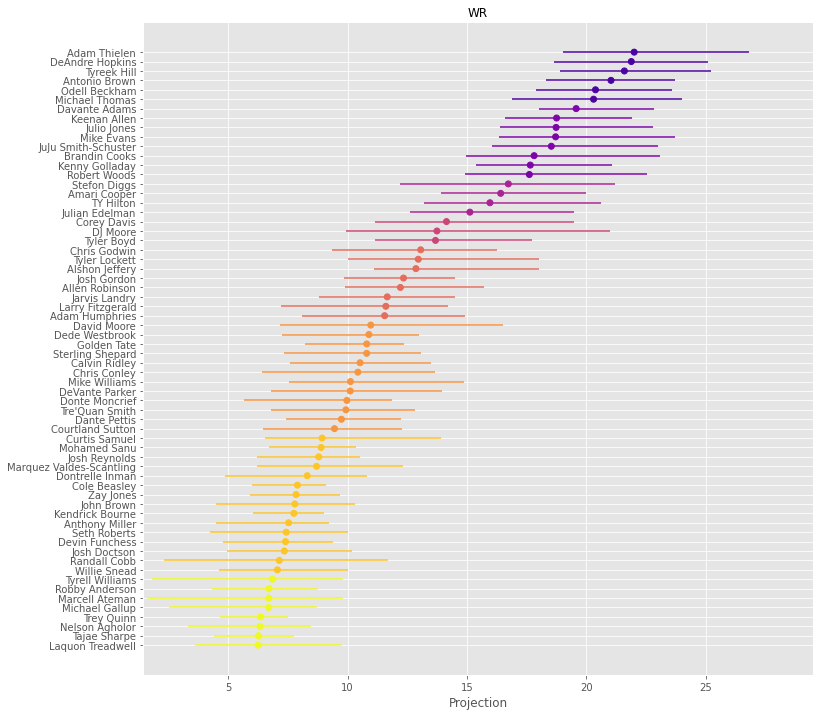 WR
Adam Thielen
DeAndre Hopkins
Tyreek Hill
Antonio Brown
Odell Beckham
Michael Thomas
Davante Adams
Keenan Allen
Julio Jones
Mike Evans
JuJu Smith-Schuster
Brandin Cooks
Kenny Golladay
Robert Woods
Stefon Diggs
Amari Cooper
TY Hilton
Julian Edelman
Corey Davis
DJ Moore
Tyler Boyd
Chris Godwin
Tyler Lockett
Alshon Jeffery
Josh Gordon
Allen Robinson
Jarvis Landry
Larry Fitzgerald
Adam Humphries
David Moore
Dede Westbrook
Golden Tate
Sterling Shepard
Calvin Ridley
Chris Conley
Mike Williams
DeVante Parker
Donte Moncrief
Tre'Quan Smith
Dante Pettis
Courtland Sutton
Curtis Samuel
Mohamed Sanu
Josh Reynolds
Marquez Valdes-Scantling
Dontrelle Inman
Cole Beasley
Zay Jones
John Brown
Kendrick Bourne
Anthony Miller
Seth Roberts
Devin Funchess
Josh Doctson
Randall Cobb
Willie Snead
Tyrell Williams
Robby Anderson
Marcell Ateman
Michael Gallup
Trey Quinn
Nelson Agholor
Tajae Sharpe
Laquon Treadwell
5 10 15 20 25
Projection